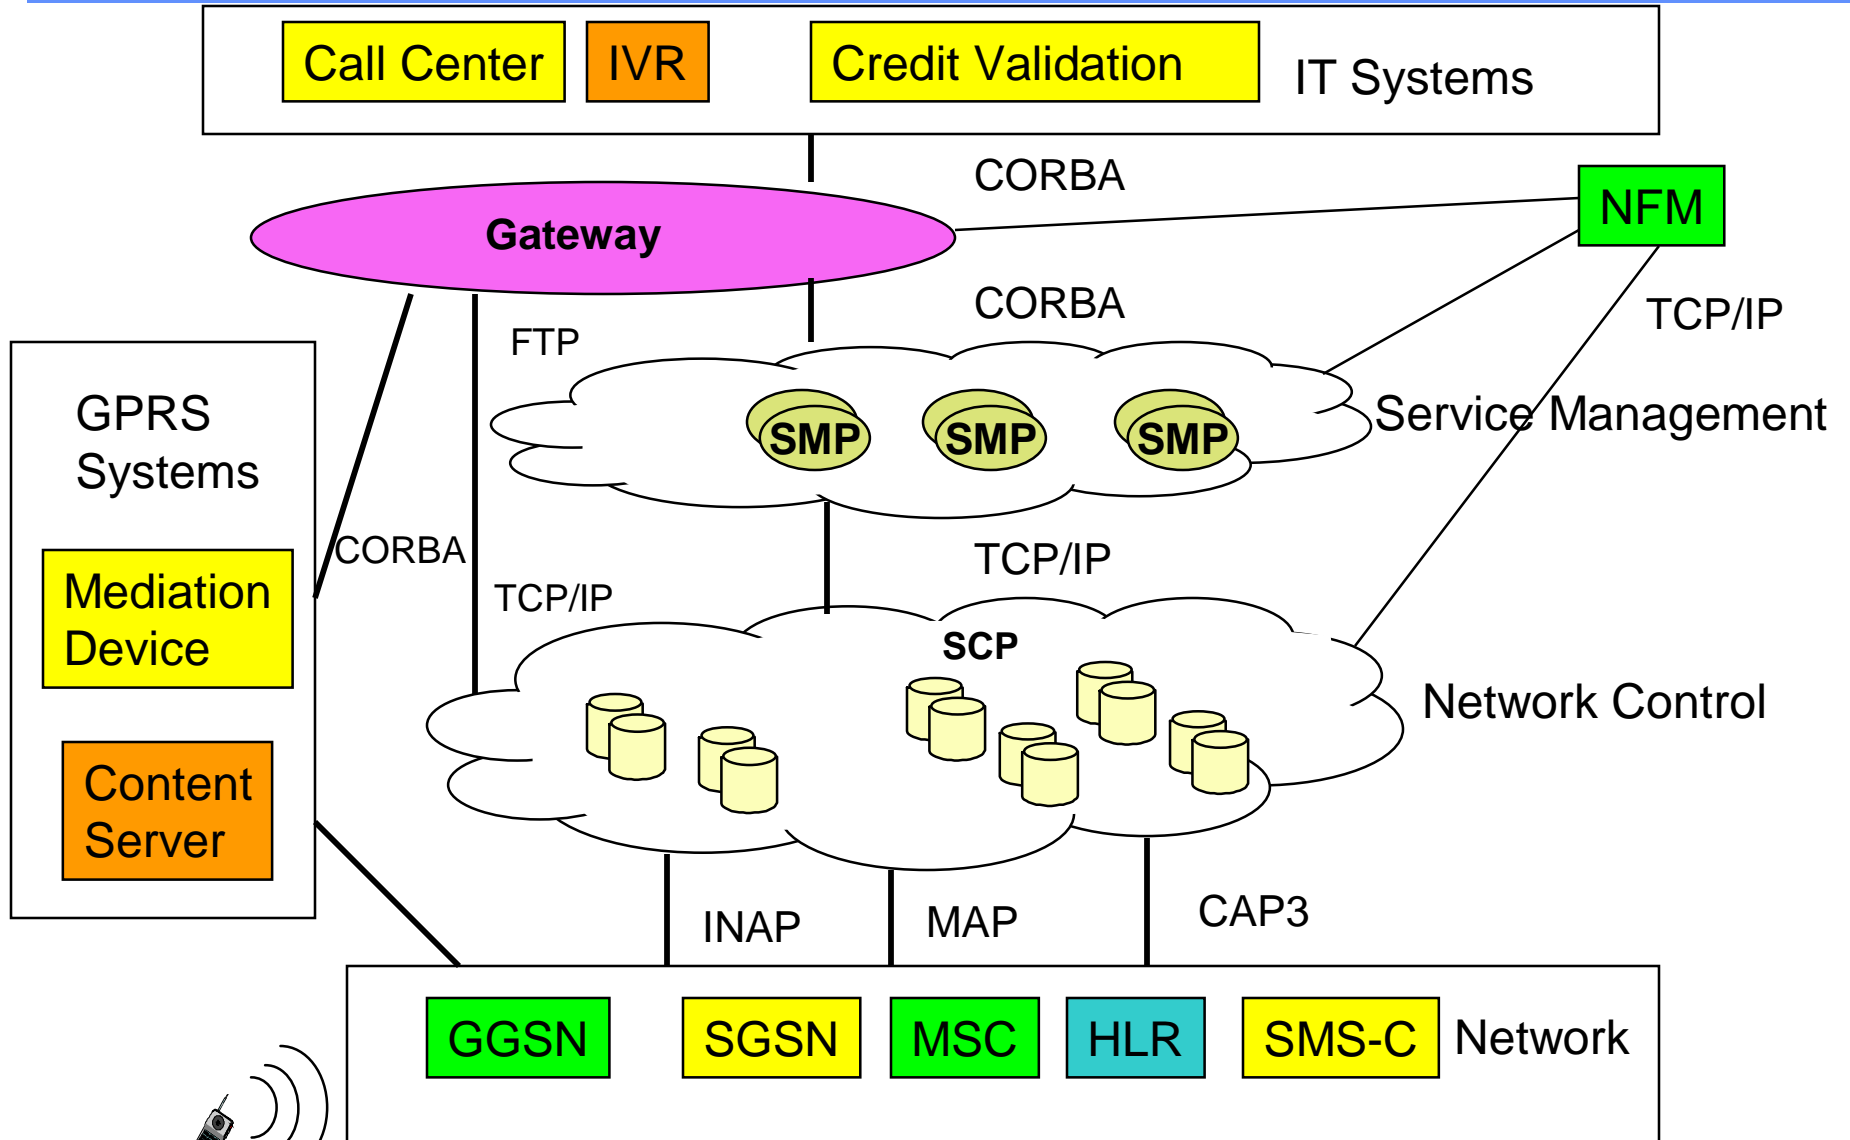 Call Center
IVR
Credit Validation
IT Systems
CORBA
NFM
Gateway
CORBA
TCP/IP
FTP
GPRS
Systems
SMP
SMP
SMP
Service Management
CORBA
TCP/IP
Mediation
Device
TCP/IP
SCP
Network Control
Content
Server
INAP
MAP
CAP3
GGSN
SGSN
MSC
HLR
SMS-C
Network